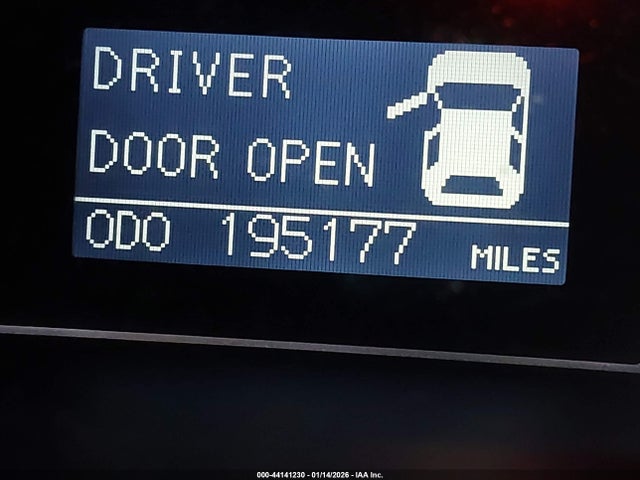 DRIVER
DOOR OPEN
ODO 195177 MILES
000-44141230 - 01/14/2026 - IAA Inc.